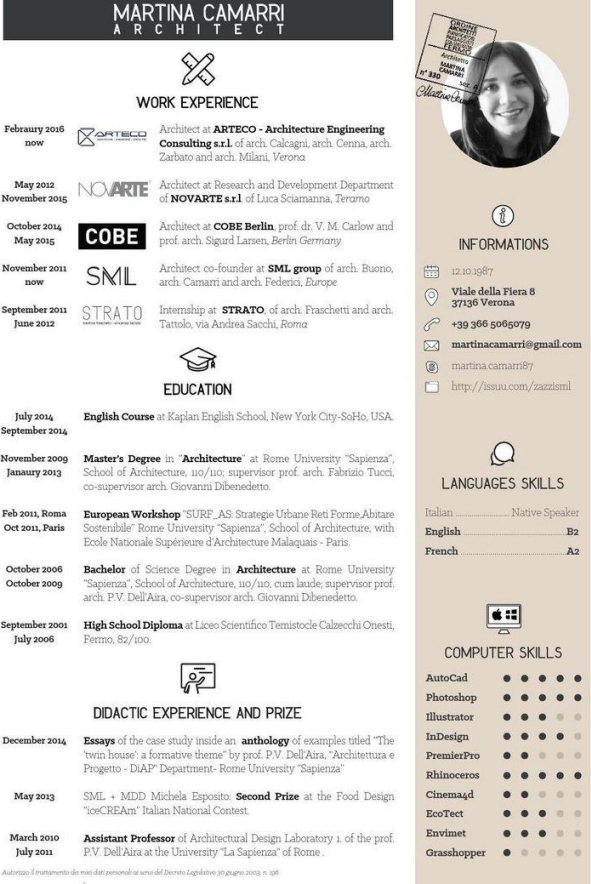 MARTINA CAMARRI
ARCHITECT
WORK EXPERIENCE
Febraury 2016
now
ARTECO
Architect at ARTECO - Architecture Engineering
Consulting s.r.l. of arch. Calcagni, arch. Cenna, arch.
Zarbato and arch. Milani, Verona
May 2012
November 2015
NOVARTE
Architect at Research and Development Department
of NOVARTE s.r.l. of Luca Sciamanna, Teramo
October 2014
May 2015
COBE
Architect at COBE Berlin, prof. dr. V. M. Carlow and
prof. arch. Sigurd Larsen, Berlin Germany
November 2011
now
SML
Architect co-founder at SML group of arch. Buono,
arch. Camarri and arch. Federici, Europe
September 2011
June 2012
STRATO
Internship at STRATO, of arch. Fraschetti and arch.
Tattolo, via Andrea Sacchi, Roma
EDUCATION
July 2014
September 2014
English Course at Kaplan English School, New York City-SoHo, USA.
November 2009
Janaury 2013
Master's Degree in "Architecture" at Rome University "Sapienza",
School of Architecture, 110/110; supervisor prof. arch. Fabrizio Tucci,
co-supervisor arch. Giovanni Dibenedetto.
Feb 2011, Roma
Oct 2011, Paris
European Workshop "SURF_AS: Strategie Urbane Reti Forme,Abitare
Sostenibile" Rome University "Sapienza", School of Architecture, with
Ecole Nationale Supérieure d'Architecture Malaquais - Paris.
October 2006
October 2009
Bachelor of Science Degree in Architecture at Rome University
"Sapienza", School of Architecture, 110/110, cum laude; supervisor prof.
arch. P.V. Dell'Aira, co-supervisor arch. Giovanni Dibenedetto.
September 2001
July 2006
High School Diploma at Liceo Scientifico Temistocle Calzecchi Onesti,
Fermo, 82/100.
DIDACTIC EXPERIENCE AND PRIZE
December 2014
Essays of the case study inside an anthology of examples titled "The
'twin house': a formative theme" by prof. P.V. Dell'Aira, "Architettura e
Progetto - DiAP" Department- Rome University "Sapienza"
May 2013
SML + MDD Michela Esposito: Second Prize at the Food Design
"iceCREAm" Italian National Contest.
March 2010
July 2011
Assistant Professor of Architectural Design Laboratory 1. of the prof.
P.V. Dell'Aira at the University "La Sapienza" of Rome .
Autorizzo il trattamento dei miei dati personali ai sensi del Decreto Legislativo 30 giugno 2003, n. 196
ORDINE
ARCHITETTI
PIANIFICATORI
PAESAGGISTI
FERMO
Architetto
MARTINA
CAMARRI
n° 330 Sez. A
INFORMATIONS
12.10.1987
Viale della Fiera 8
37136 Verona
+39 366 5065079
martinacamarri@gmail.com
martina.camarri87
http://issuu.com/zazzisml
LANGUAGES SKILLS
Italian Native Speaker
English B2
French A2
COMPUTER SKILLS
AutoCad
Photoshop
Illustrator
InDesign
PremierPro
Rhinoceros
Cinema4d
EcoTect
Envimet
Grasshopper